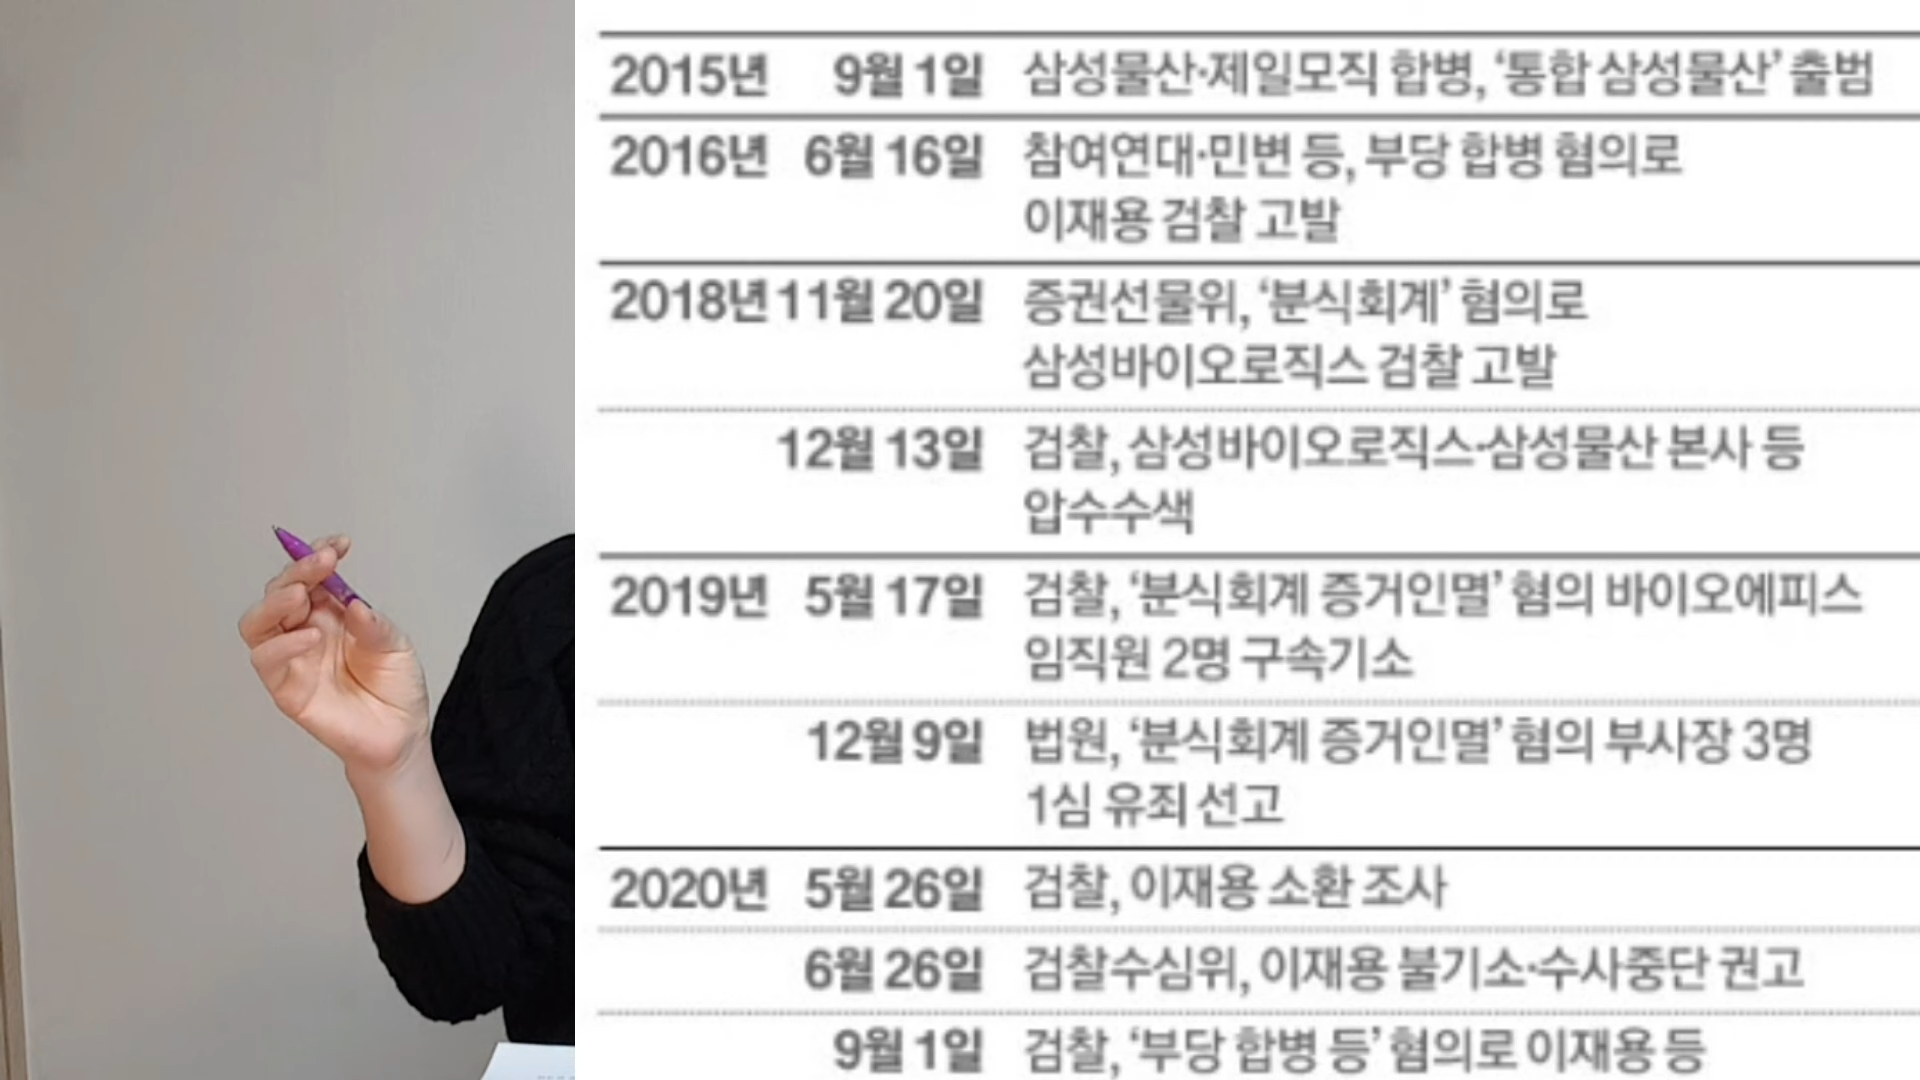 2015년 9월 1일 삼성물산·제일모직 합병, ‘통합 삼성물산’ 출범
2016년 6월 16일 참여연대·민변 등, 부당 합병 혐의로
이재용 검찰 고발
2018년 11월 20일 증권선물위, ‘분식회계’ 혐의로
삼성바이오로직스 검찰 고발
12월 13일 검찰, 삼성바이오로직스·삼성물산 본사 등
압수수색
2019년 5월 17일 검찰, ‘분식회계 증거인멸’ 혐의 바이오에피스
임직원 2명 구속기소
12월 9일 법원, ‘분식회계 증거인멸’ 혐의 부사장 3명
1심 유죄 선고
2020년 5월 26일 검찰, 이재용 소환 조사
6월 26일 검찰수심위, 이재용 불기소·수사중단 권고
9월 1일 검찰, ‘부당 합병 등’ 혐의로 이재용 등